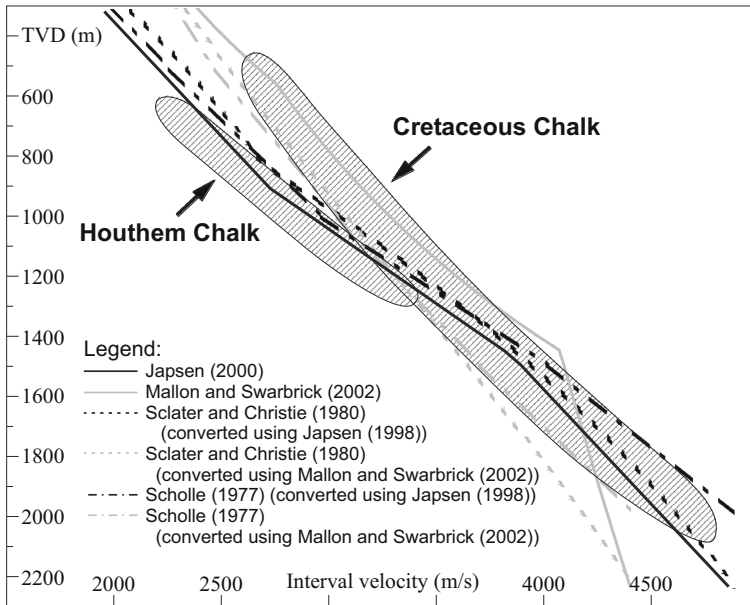 TVD (m)
600
800
1000
1200
1400
1600
1800
2000
2200
Cretaceous Chalk
Houthem Chalk
Legend:
Japsen (2000)
Mallon and Swarbrick (2002)
Sclater and Christie (1980)
(converted using Japsen (1998))
Sclater and Christie (1980)
(converted using Mallon and Swarbrick (2002))
Scholle (1977) (converted using Japsen (1998))
Scholle (1977)
(converted using Mallon and Swarbrick (2002))
2000 2500 Interval velocity (m/s) 4000 4500